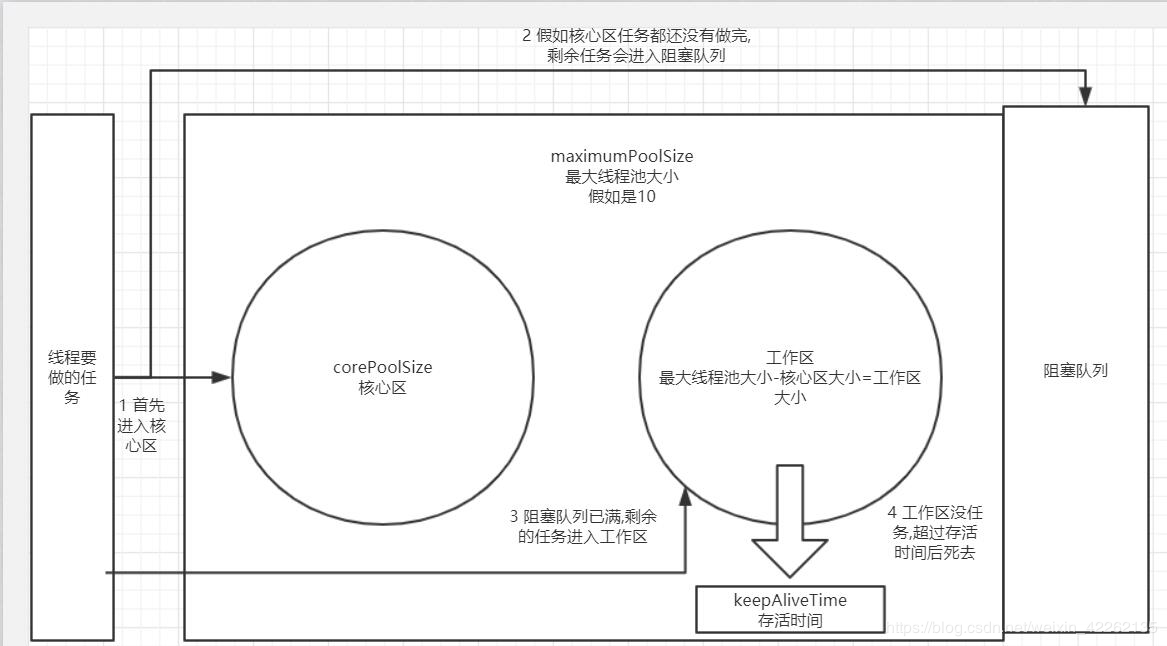 2 假如核心区任务都还没有做完,
剩余任务会进入阻塞队列
maximumPoolSize
最大线程池大小
假如是10
线程要
做的任
务
1 首先
进入核
心区
corePoolSize
核心区
工作区
最大线程池大小-核心区大小=工作区
大小
阻塞队列
3 阻塞队列已满,剩余
的任务进入工作区
4 工作区没任
务,超过存活
时间后死去
keepAliveTime
存活时间
https://blog.csdn.net/weixin_42262125